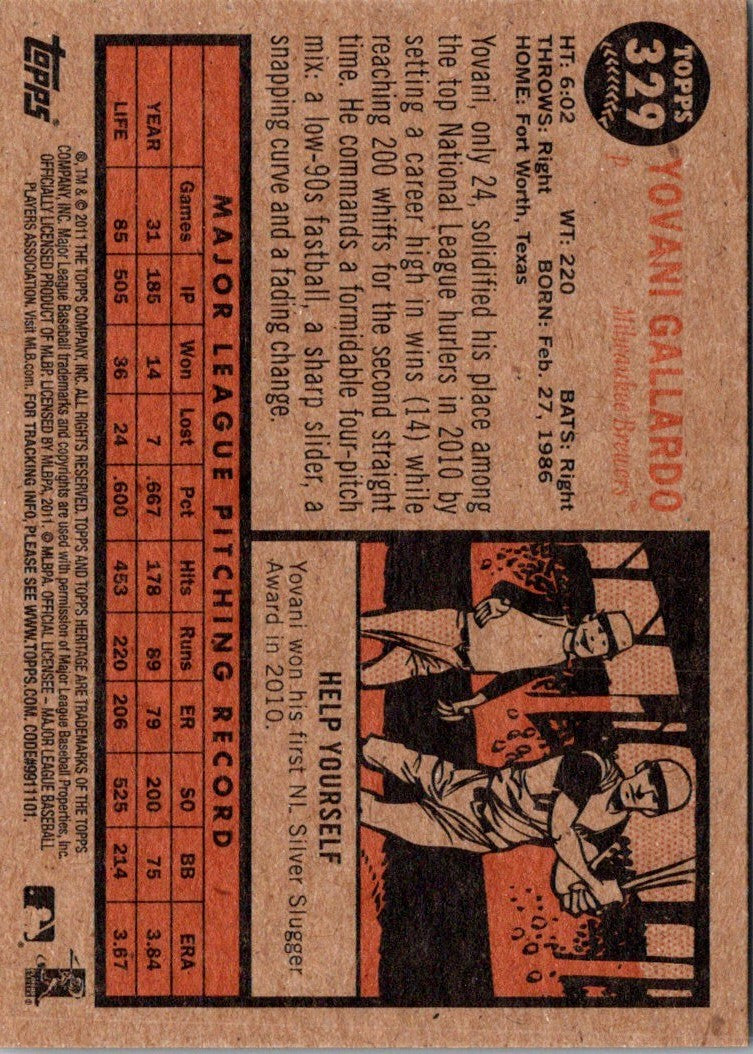 TOPPS
329
YOVANI GALLARDO
p Milwaukee Brewers™
HT: 6:02 WT: 220 BATS: Right
THROWS: Right BORN: Feb. 27, 1986
HOME: Fort Worth, Texas
Yovani, only 24, solidified his place among
the top National League hurlers in 2010 by
setting a career high in wins (14) while
reaching 200 whiffs for the second straight
time. He commands a formidable four-pitch
mix: a low-90s fastball, a sharp slider, a
snapping curve and a fading change.
HELP YOURSELF
Yovani won his first NL Silver Slugger
Award in 2010.
MAJOR LEAGUE PITCHING RECORD
Games IP Won Lost Pct Hits Runs ER SO BB ERA
YEAR 31 185 14 7 .667 178 89 79 200 75 3.84
LIFE 85 505 36 24 .600 453 220 206 525 214 3.67
topps®
®, TM & © 2011 THE TOPPS COMPANY, INC. ALL RIGHTS RESERVED. TOPPS AND TOPPS HERITAGE ARE TRADEMARKS OF THE TOPPS
COMPANY, INC. Major League Baseball trademarks and copyrights are used with permission of Major League Baseball Properties, Inc.
OFFICIALLY LICENSED PRODUCT OF MLBP. LICENSED BY MLBPA, 2011. © MLBPA. OFFICIAL LICENSEE – MAJOR LEAGUE BASEBALL
PLAYERS ASSOCIATION. Visit MLB.com. FOR TRACKING INFO, PLEASE SEE WWW.TOPPS.COM. CODE#9911101.